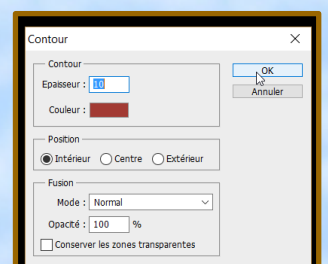 Contour
Contour
Epaisseur : 10
Couleur :
OK
Annuler
Position
Intérieur Centre Extérieur
Fusion
Mode : Normal
Opacité : 100 %
Conserver les zones transparentes